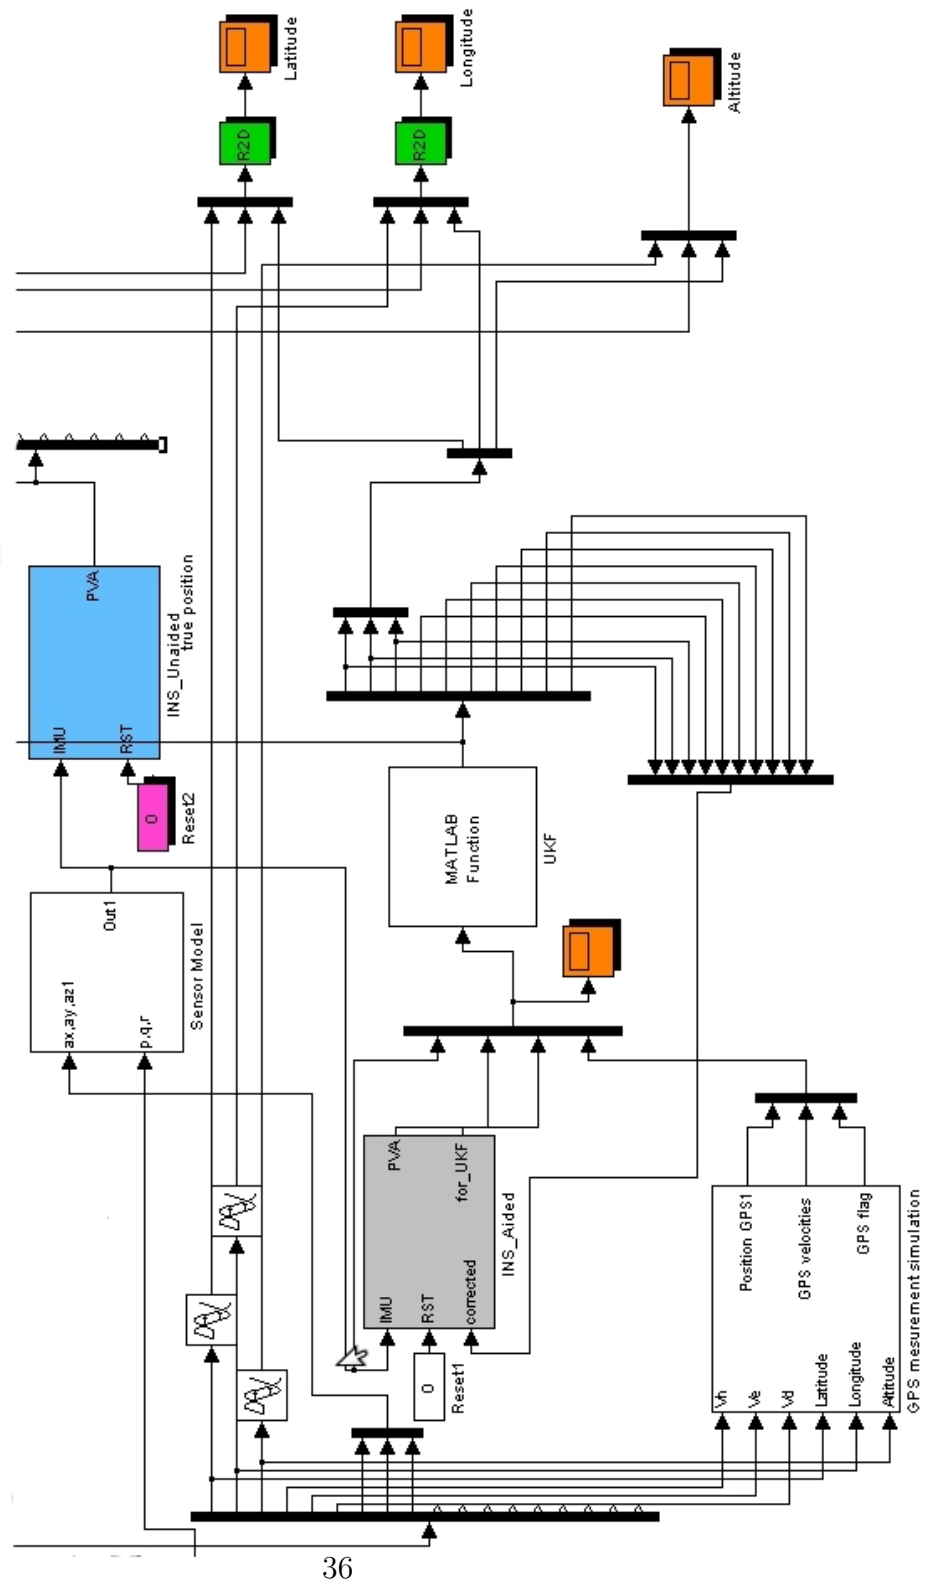 Latitude
Longitude
Altitude
R2D
R2D
PVA
IMU
RST
INS_Unaided
true position
0
Reset2
Out1
ax,ay,az1
p,q,r
Sensor Model
MATLAB
Function
UKF
PVA
for_UKF
IMU
RST
corrected
INS_Aided
0
Reset1
Position GPS1
GPS velocities
GPS flag
Vh
Ve
Vd
Latitude
Longitude
Altitude
GPS mesurement simulation
36